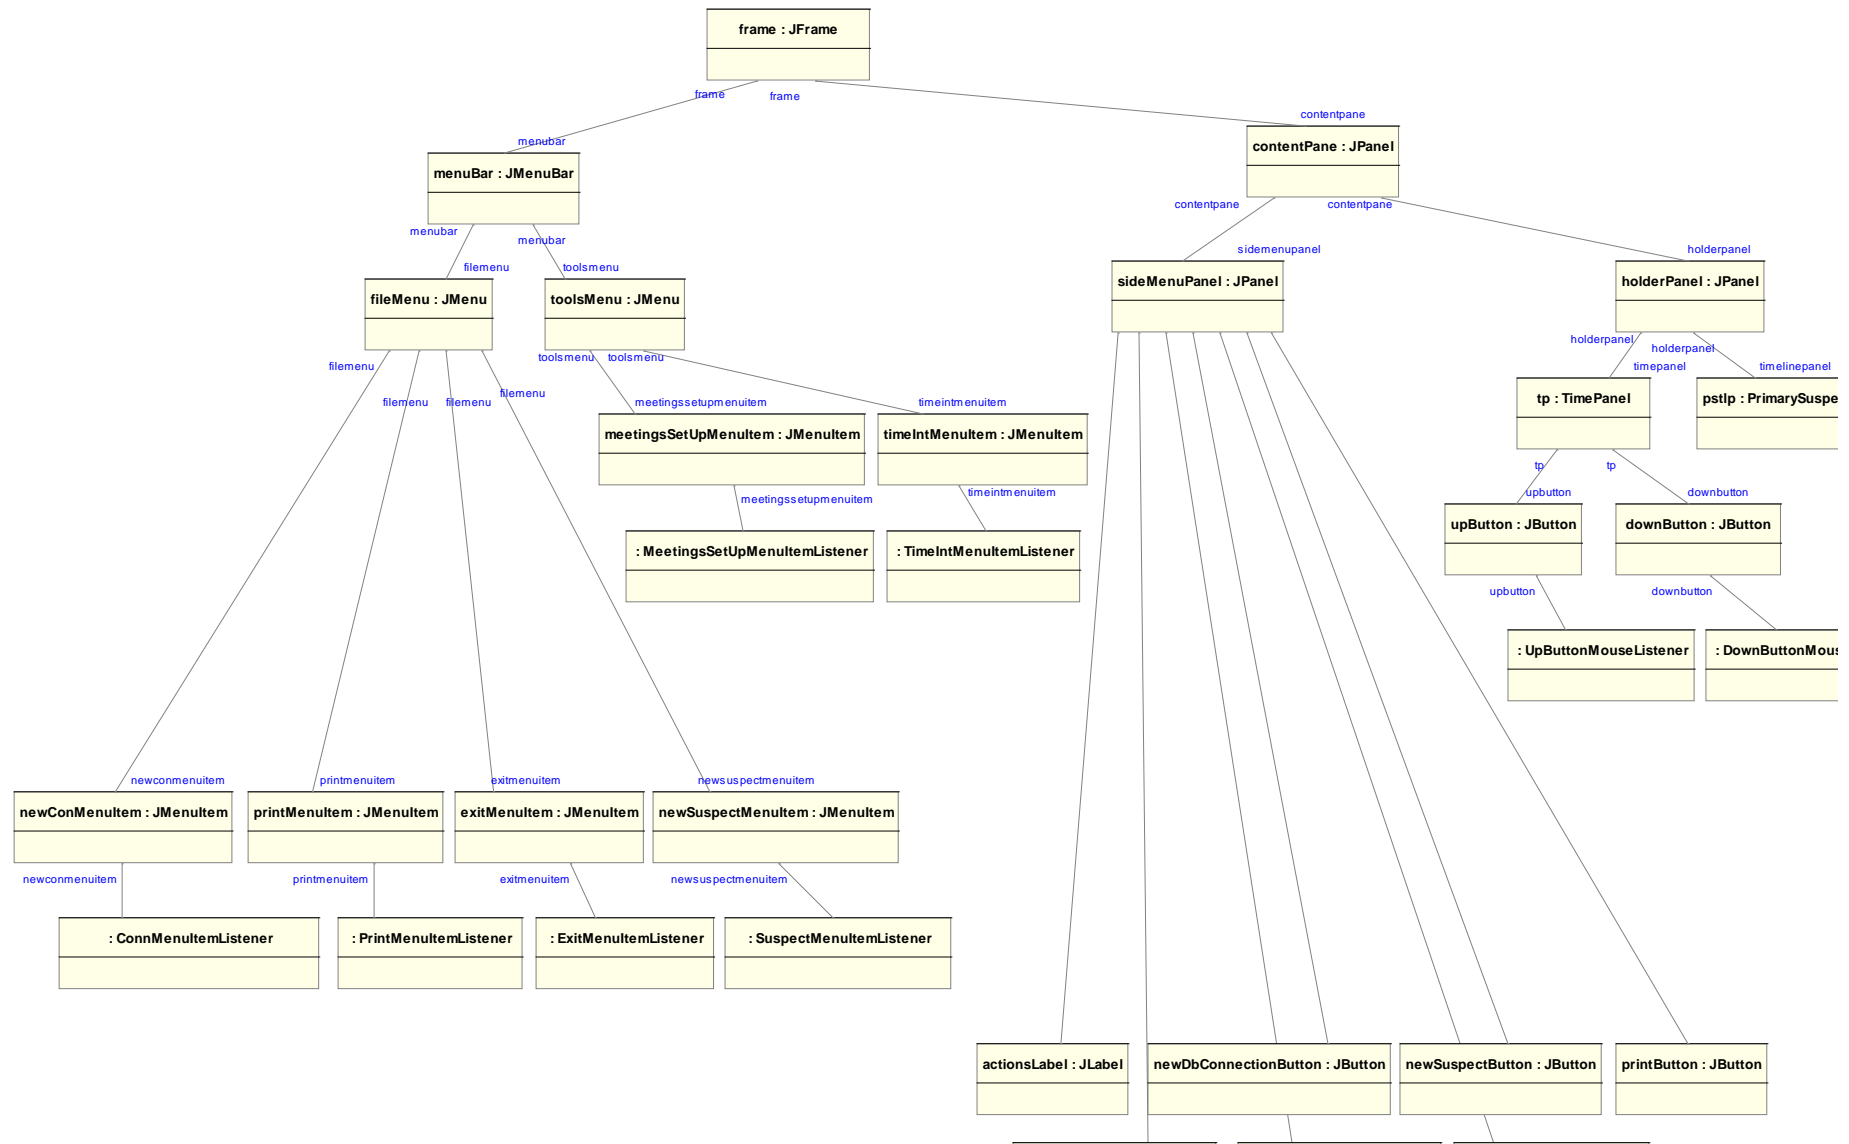 frame : JFrame
frame
frame
contentpane
menubar
contentPane : JPanel
menuBar : JMenuBar
contentpane
contentpane
menubar
menubar
sidemenupanel
holderpanel
filemenu
toolsmenu
sideMenuPanel : JPanel
holderPanel : JPanel
fileMenu : JMenu
toolsMenu : JMenu
holderpanel
holderpanel
toolsmenu
toolsmenu
filemenu
timepanel
timelinepanel
filemenu
filemenu
filemenu
filemenu
meetingssetupmenuitem
timeintmenuitem
tp : TimePanel
pstlp : PrimarySuspe
meetingsSetUpMenuItem : JMenuItem
timeIntMenuItem : JMenuItem
tp
tp
meetingssetupmenuitem
timeintmenuitem
upbutton
downbutton
upButton : JButton
downButton : JButton
: MeetingsSetUpMenuItemListener
: TimeIntMenuItemListener
upbutton
downbutton
: UpButtonMouseListener
: DownButtonMous
newconmenuitem
printmenuitem
exitmenuitem
newsuspectmenuitem
newConMenuItem : JMenuItem
printMenuItem : JMenuItem
exitMenuItem : JMenuItem
newSuspectMenuItem : JMenuItem
newconmenuitem
printmenuitem
exitmenuitem
newsuspectmenuitem
: ConnMenuItemListener
: PrintMenuItemListener
: ExitMenuItemListener
: SuspectMenuItemListener
actionsLabel : JLabel
newDbConnectionButton : JButton
newSuspectButton : JButton
printButton : JButton